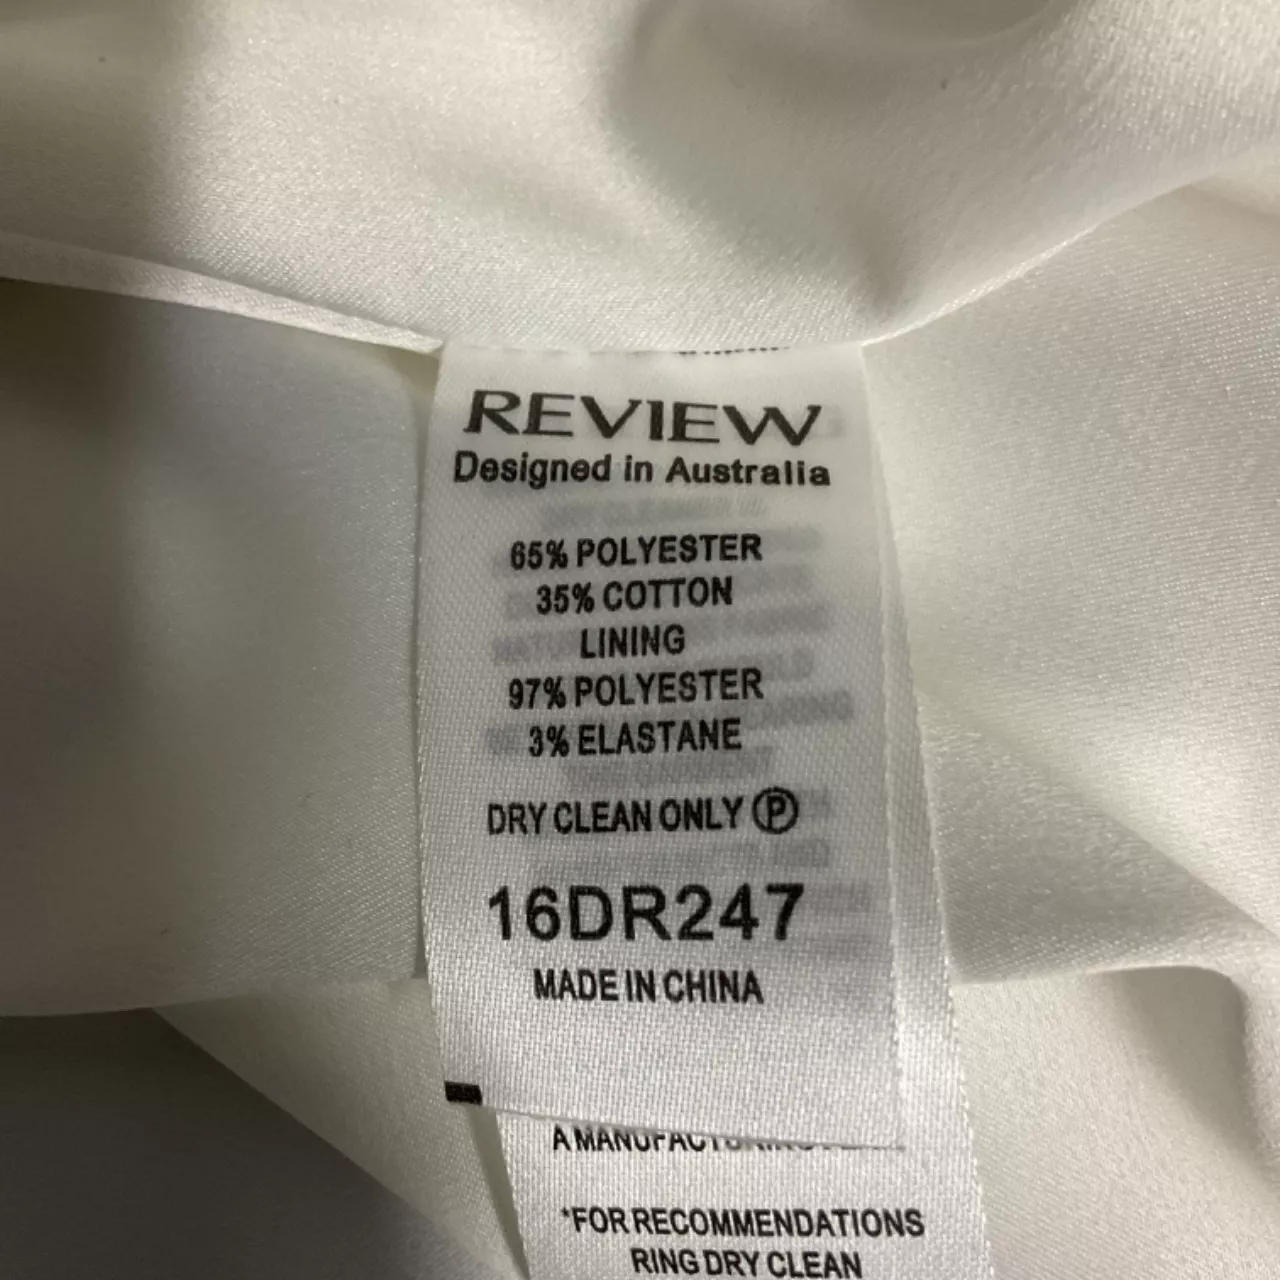 REVIEW
Designed in Australia
65% POLYESTER
35% COTTON
LINING
97% POLYESTER
3% ELASTANE
DRY CLEAN ONLY Ⓟ
16DR247
MADE IN CHINA
*FOR RECOMMENDATIONS
RING DRY CLEAN